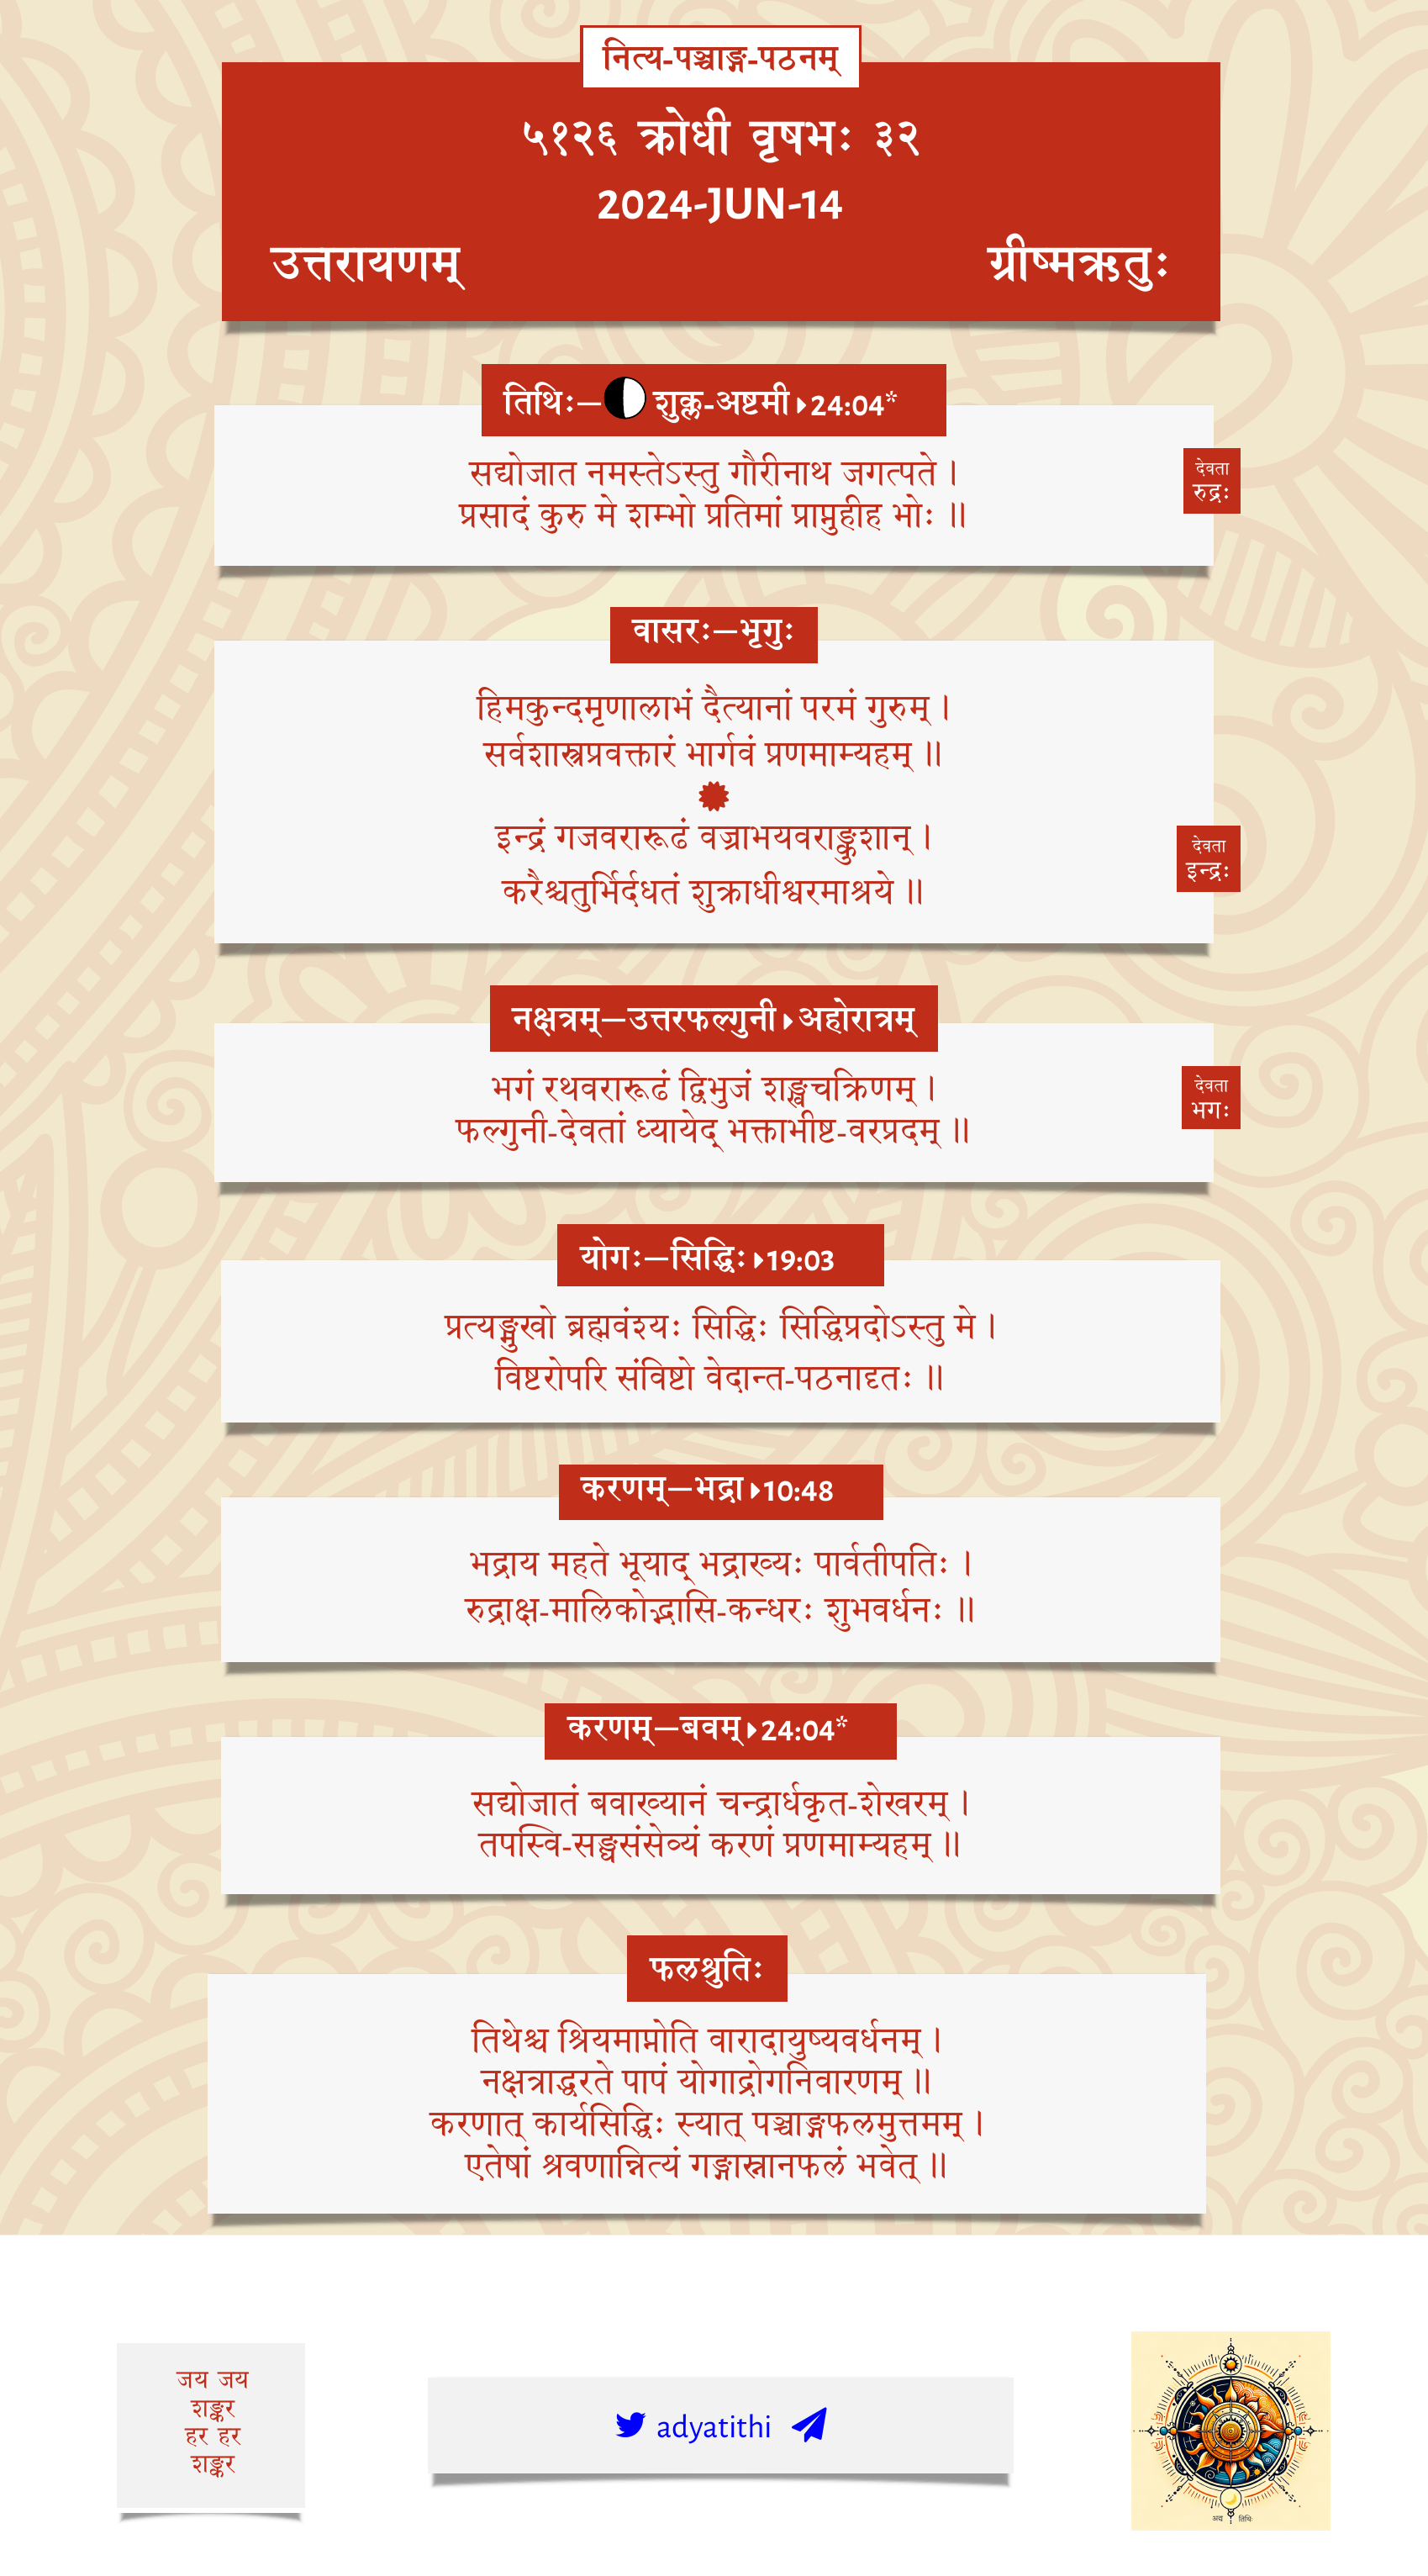 नित्य-पञ्चाङ्ग-पठनम्
५१२६ क्रोधी वृषभः ३२
2024-JUN-14
उत्तरायणम् ग्रीष्मऋतुः
तिथिः—शुक्ल-अष्टमी 24:04*
सद्योजात नमस्तेऽस्तु गौरीनाथ जगत्पते ।
प्रसादं कुरु मे शम्भो प्रतिमां प्राप्नुहीह भोः ॥
देवता
रुद्रः
वासरः—भृगुः
हिमकुन्दमृणालाभं दैत्यानां परमं गुरुम् ।
सर्वशास्त्रप्रवक्तारं भार्गवं प्रणमाम्यहम् ॥
इन्द्रं गजवरारूढं वज्राभयवराङ्कुशान् ।
करैश्चतुर्भिर्दधतं शुक्राधीश्वरमाश्रये ॥
देवता
इन्द्रः
नक्षत्रम्—उत्तरफल्गुनी अहोरात्रम्
भगं रथवरारूढं द्विभुजं शङ्खचक्रिणम् ।
फल्गुनी-देवतां ध्यायेद् भक्ताभीष्ट-वरप्रदम् ॥
देवता
भगः
योगः—सिद्धिः 19:03
प्रत्यङ्मुखो ब्रह्मवंश्यः सिद्धिः सिद्धिप्रदोऽस्तु मे ।
विष्टरोपरि संविष्टो वेदान्त-पठनादृतः ॥
करणम्—भद्रा 10:48
भद्राय महते भूयाद् भद्राख्यः पार्वतीपतिः ।
रुद्राक्ष-मालिकोद्भासि-कन्धरः शुभवर्धनः ॥
करणम्—बवम् 24:04*
सद्योजातं बवाख्यानं चन्द्रार्धकृत-शेखरम् ।
तपस्वि-सङ्घसंसेव्यं करणं प्रणमाम्यहम् ॥
फलश्रुतिः
तिथेश्च श्रियमाप्नोति वारादायुष्यवर्धनम् ।
नक्षत्राद्धरते पापं योगाद्रोगनिवारणम् ॥
करणात् कार्यसिद्धिः स्यात् पञ्चाङ्गफलमुत्तमम् ।
एतेषां श्रवणान्नित्यं गङ्गास्नानफलं भवेत् ॥
जय जय
शङ्कर
हर हर
शङ्कर
adyatithi
अद्य तिथिः